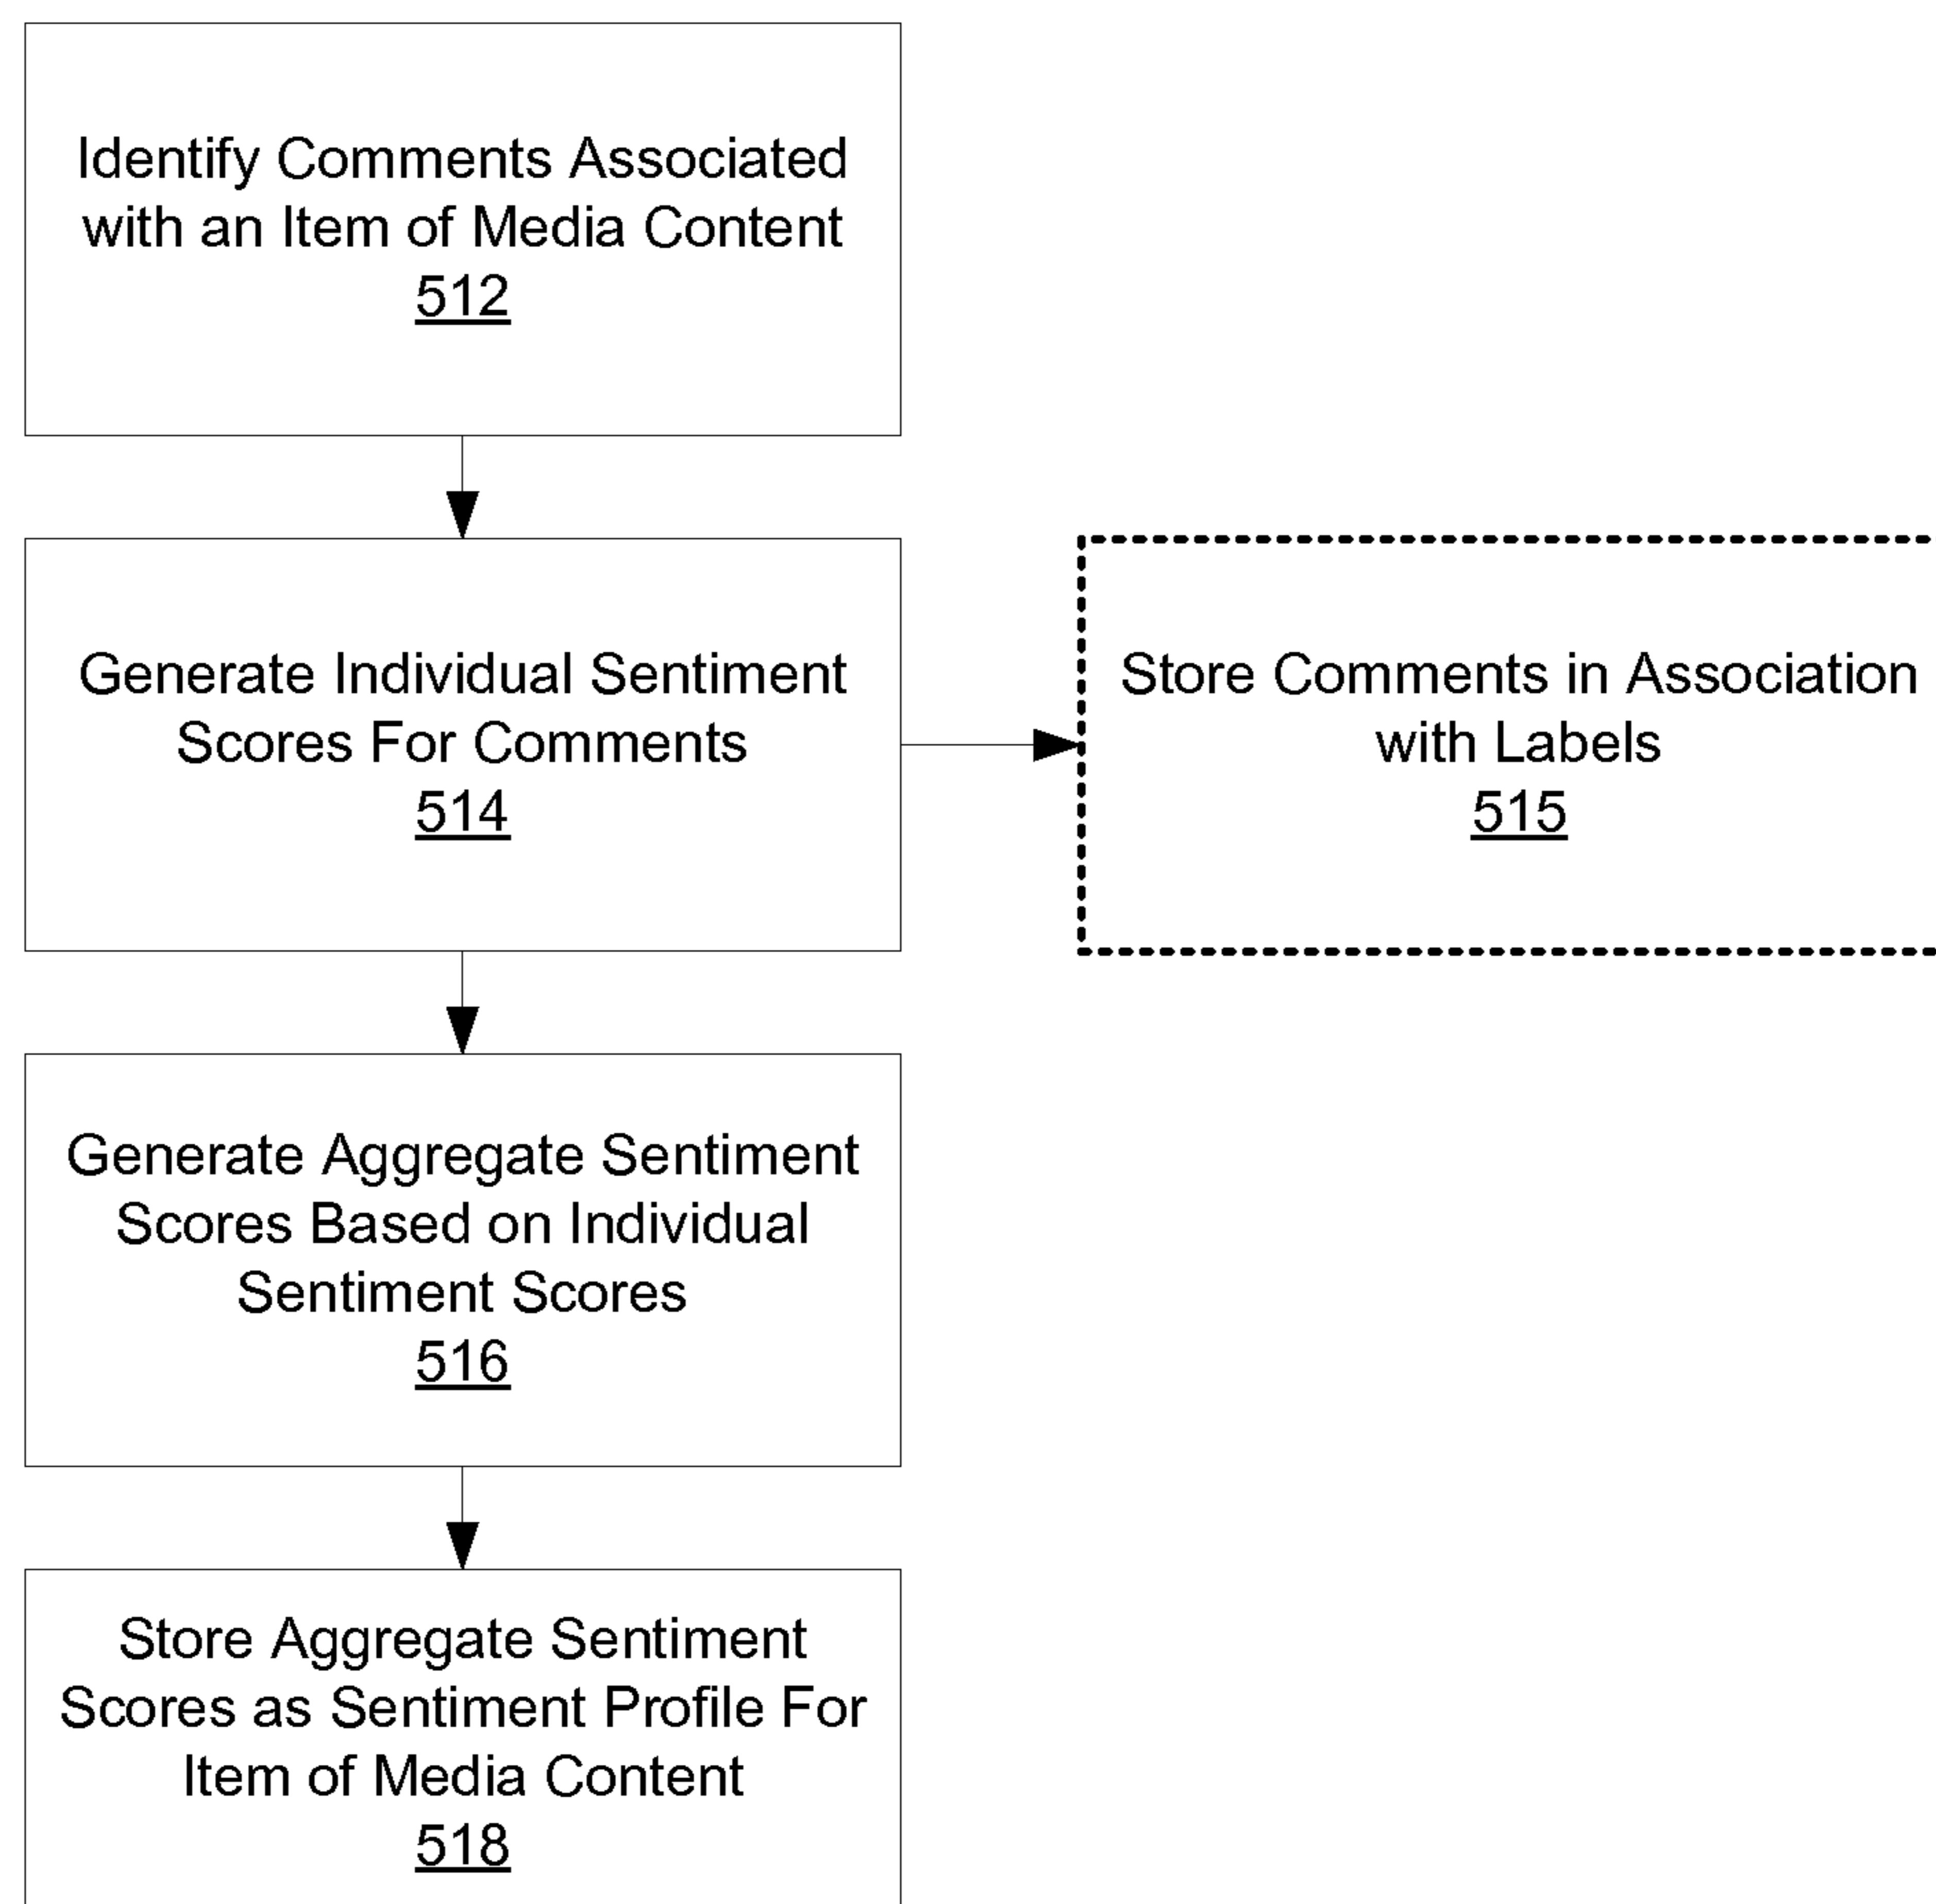 Identify Comments Associated
with an Item of Media Content
512
Generate Individual Sentiment
Scores For Comments
514
Store Comments in Association
with Labels
515
Generate Aggregate Sentiment
Scores Based on Individual
Sentiment Scores
516
Store Aggregate Sentiment
Scores as Sentiment Profile For
Item of Media Content
518